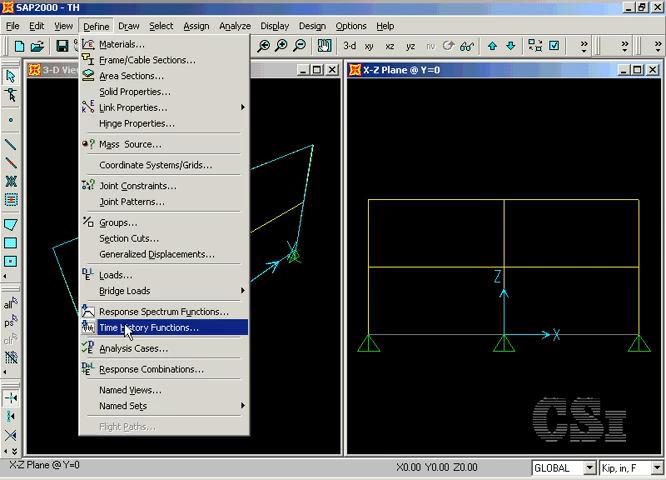 SAP2000 - TH
File Edit View Define Draw Select Assign Analyze Display Design Options Help
3-d xy xz yz nv
3-D View
X-Z Plane @ Y=0
Materials...
Frame/Cable Sections...
Area Sections...
Solid Properties...
Link Properties...
Hinge Properties...
Mass Source...
Coordinate Systems/Grids...
Joint Constraints...
Joint Patterns...
Groups...
Section Cuts...
Generalized Displacements...
Loads...
Bridge Loads
Response Spectrum Functions...
Time History Functions...
Analysis Cases...
Response Combinations...
Named Views...
Named Sets
Flight Paths...
all
ps
clr
X
Z
X
CSI
X-Z Plane @ Y=0
X0.00 Y0.00 Z0.00
GLOBAL
Kip, in, F